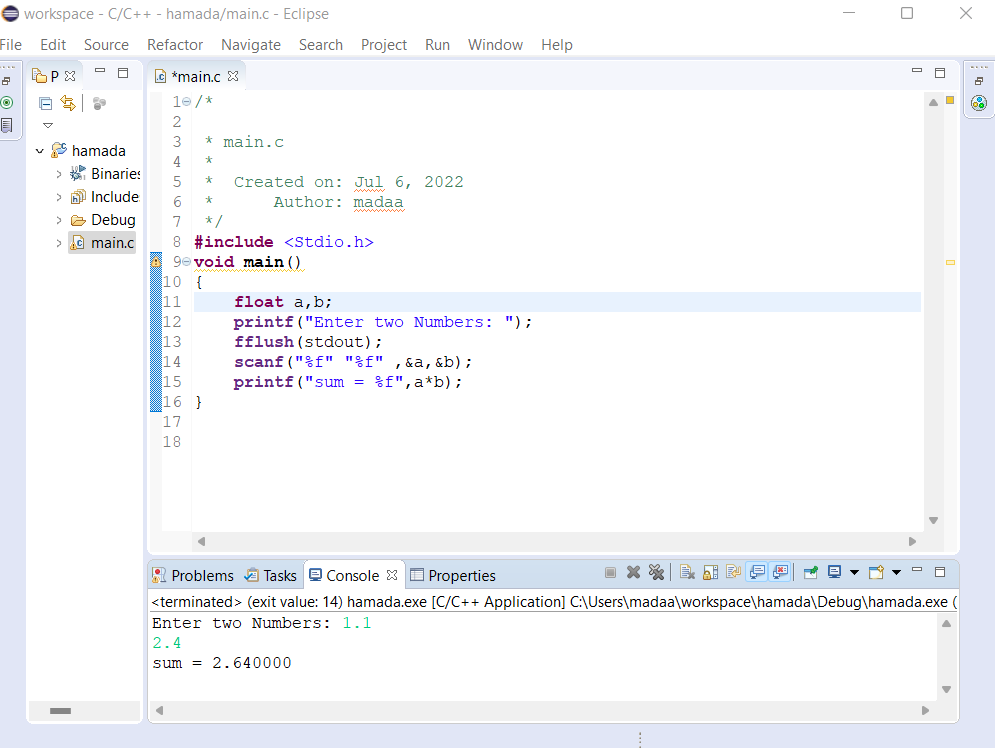 workspace - C/C++ - hamada/main.c - Eclipse
File Edit Source Refactor Navigate Search Project Run Window Help
P
*main.c
hamada
Binaries
Include
Debug
main.c
1 /*
2
3 * main.c
4 *
5 * Created on: Jul 6, 2022
6 * Author: madaa
7 */
8 #include <Stdio.h>
9 void main()
10 {
11 float a,b;
12 printf("Enter two Numbers: ");
13 fflush(stdout);
14 scanf("%f" "%f" ,&a,&b);
15 printf("sum = %f",a*b);
16 }
17
18
Problems Tasks Console Properties
<terminated> (exit value: 14) hamada.exe [C/C++ Application] C:\Users\madaa\workspace\hamada\Debug\hamada.exe (
Enter two Numbers: 1.1
2.4
sum = 2.640000